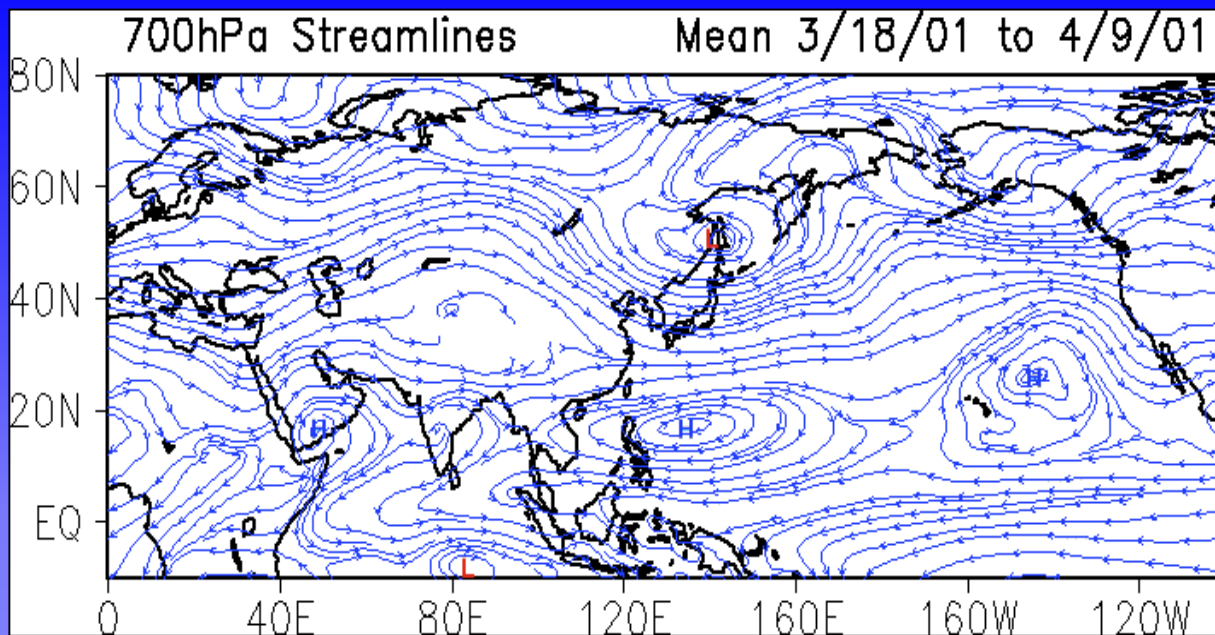 700hPa Streamlines Mean 3/18/01 to 4/9/01
80N
60N
L
40N
H
20N
H H
EQ
L
0 40E 80E 120E 160E 160W 120W